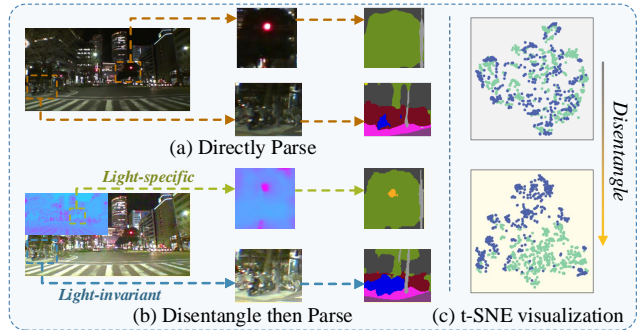 (a) Directly Parse
Light-specific
Light-invariant
(b) Disentangle then Parse
Disentangle
(c) t-SNE visualization